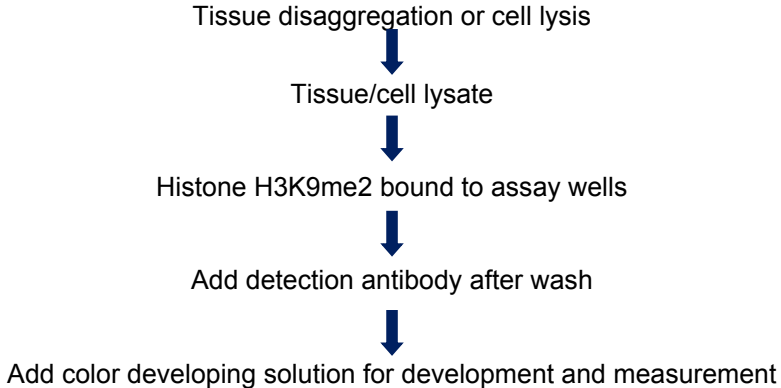 Tissue disaggregation or cell lysis
Tissue/cell lysate
Histone H3K9me2 bound to assay wells
Add detection antibody after wash
Add color developing solution for development and measurement